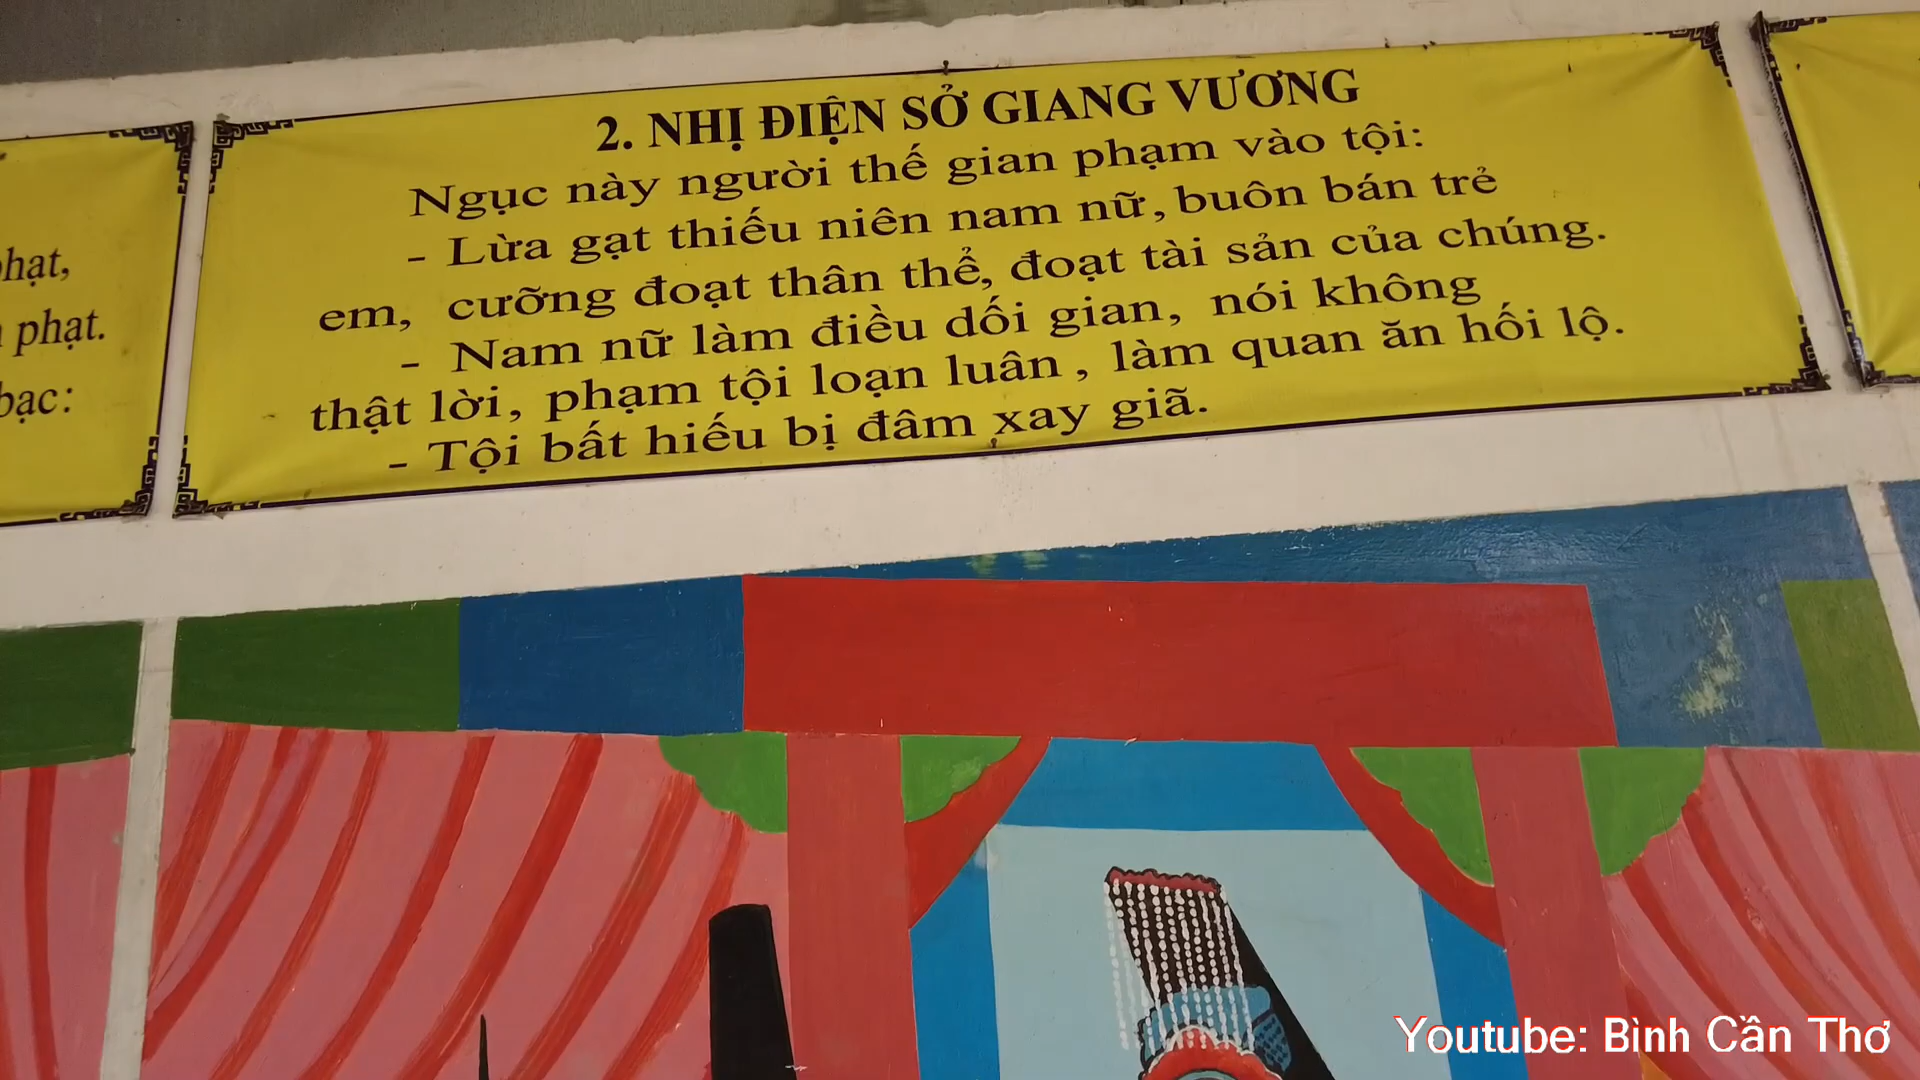 2. NHỊ ĐIỆN SỞ GIANG VƯƠNG
Ngục này người thế gian phạm vào tội:
- Lừa gạt thiếu niên nam nữ, buôn bán trẻ
em, cưỡng đoạt thân thể, đoạt tài sản của chúng.
- Nam nữ làm điều dối gian, nói không
thật lời, phạm tội loạn luân, làm quan ăn hối lộ.
- Tội bất hiếu bị đâm xay giã.
phạt.
Youtube: Bình Cần Thơ